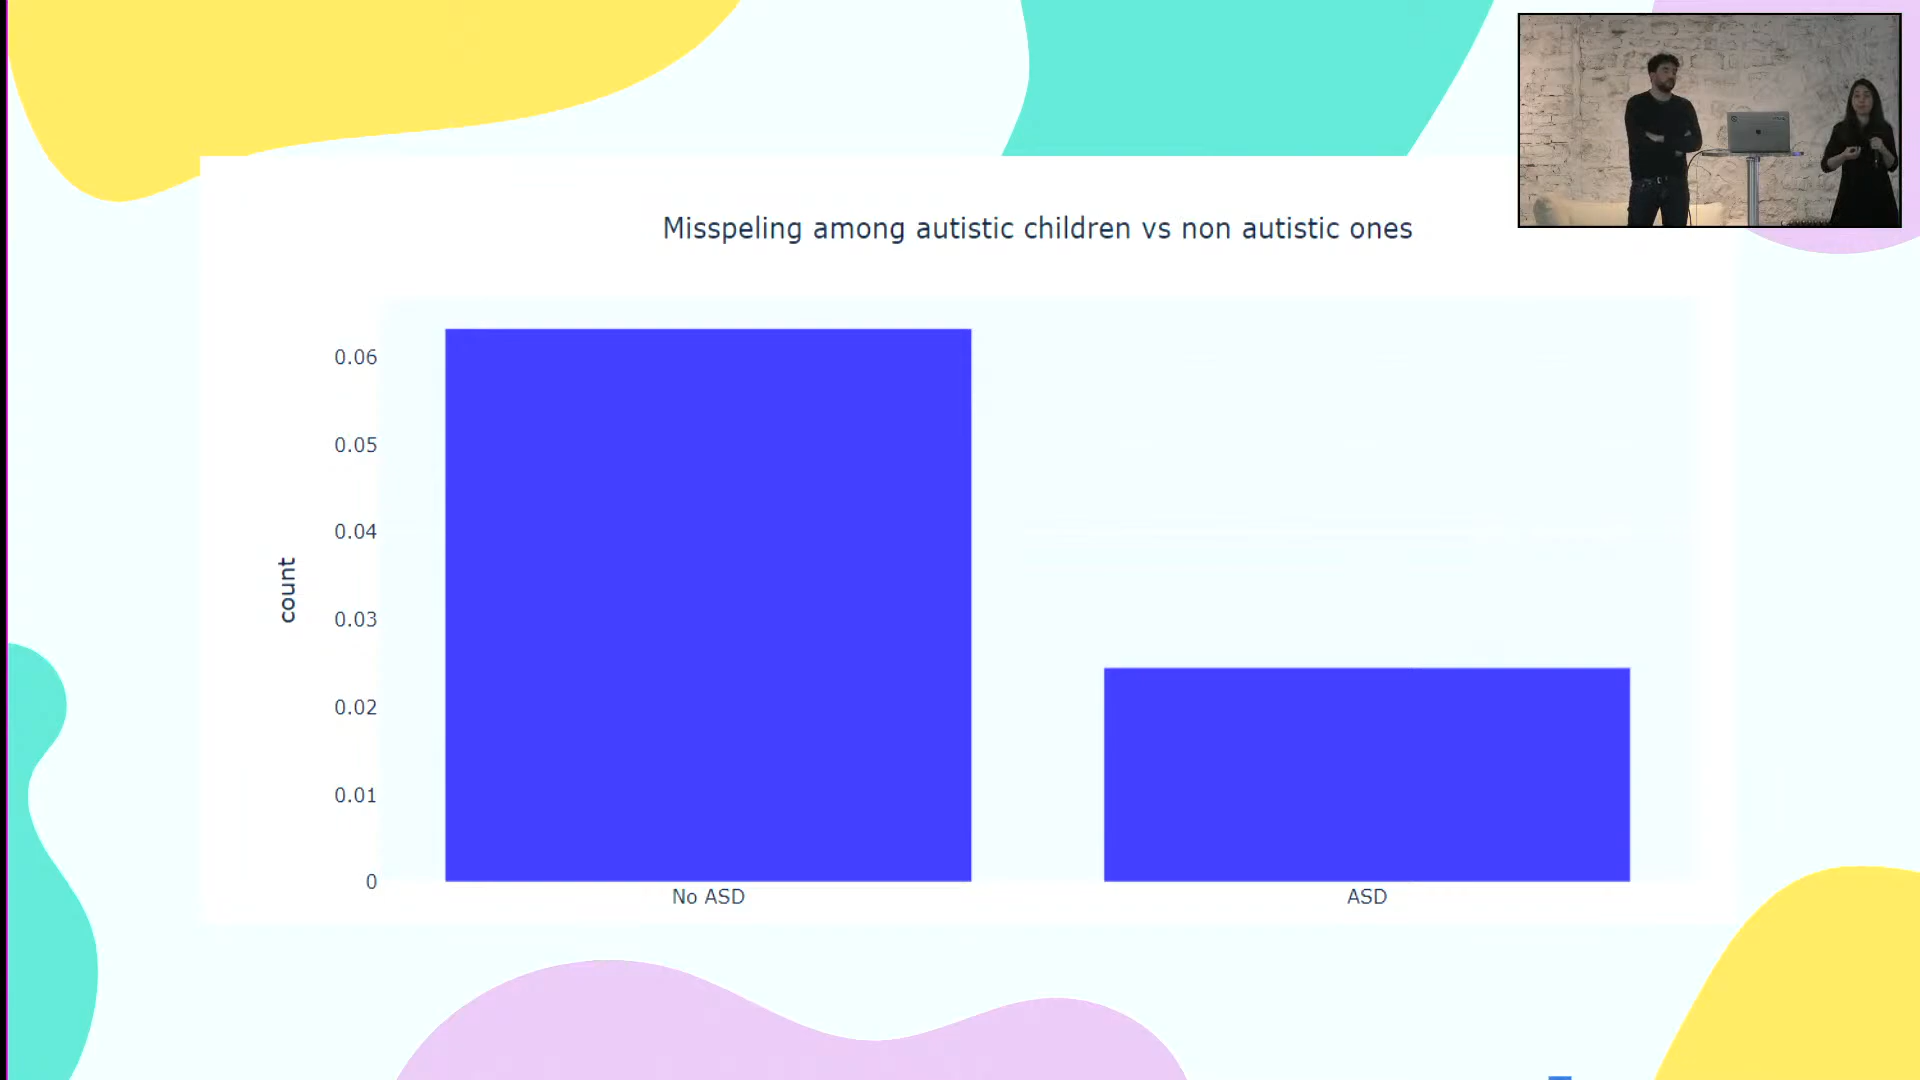 Misspeling among autistic children vs non autistic ones
0.06
0.05
0.04
0.03
0.02
0.01
0
count
No ASD
ASD